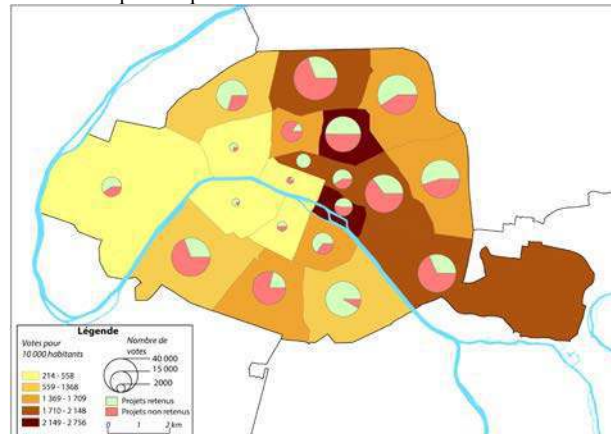 Légende
Votes pour
10 000 habitants
214 - 558
559 - 1368
1 369 - 1 709
1 710 - 2 148
2 149 - 2 756
Nombre de
votes
40 000
15 000
2000
Projets retenus
Projets non retenus
0 1 2 km